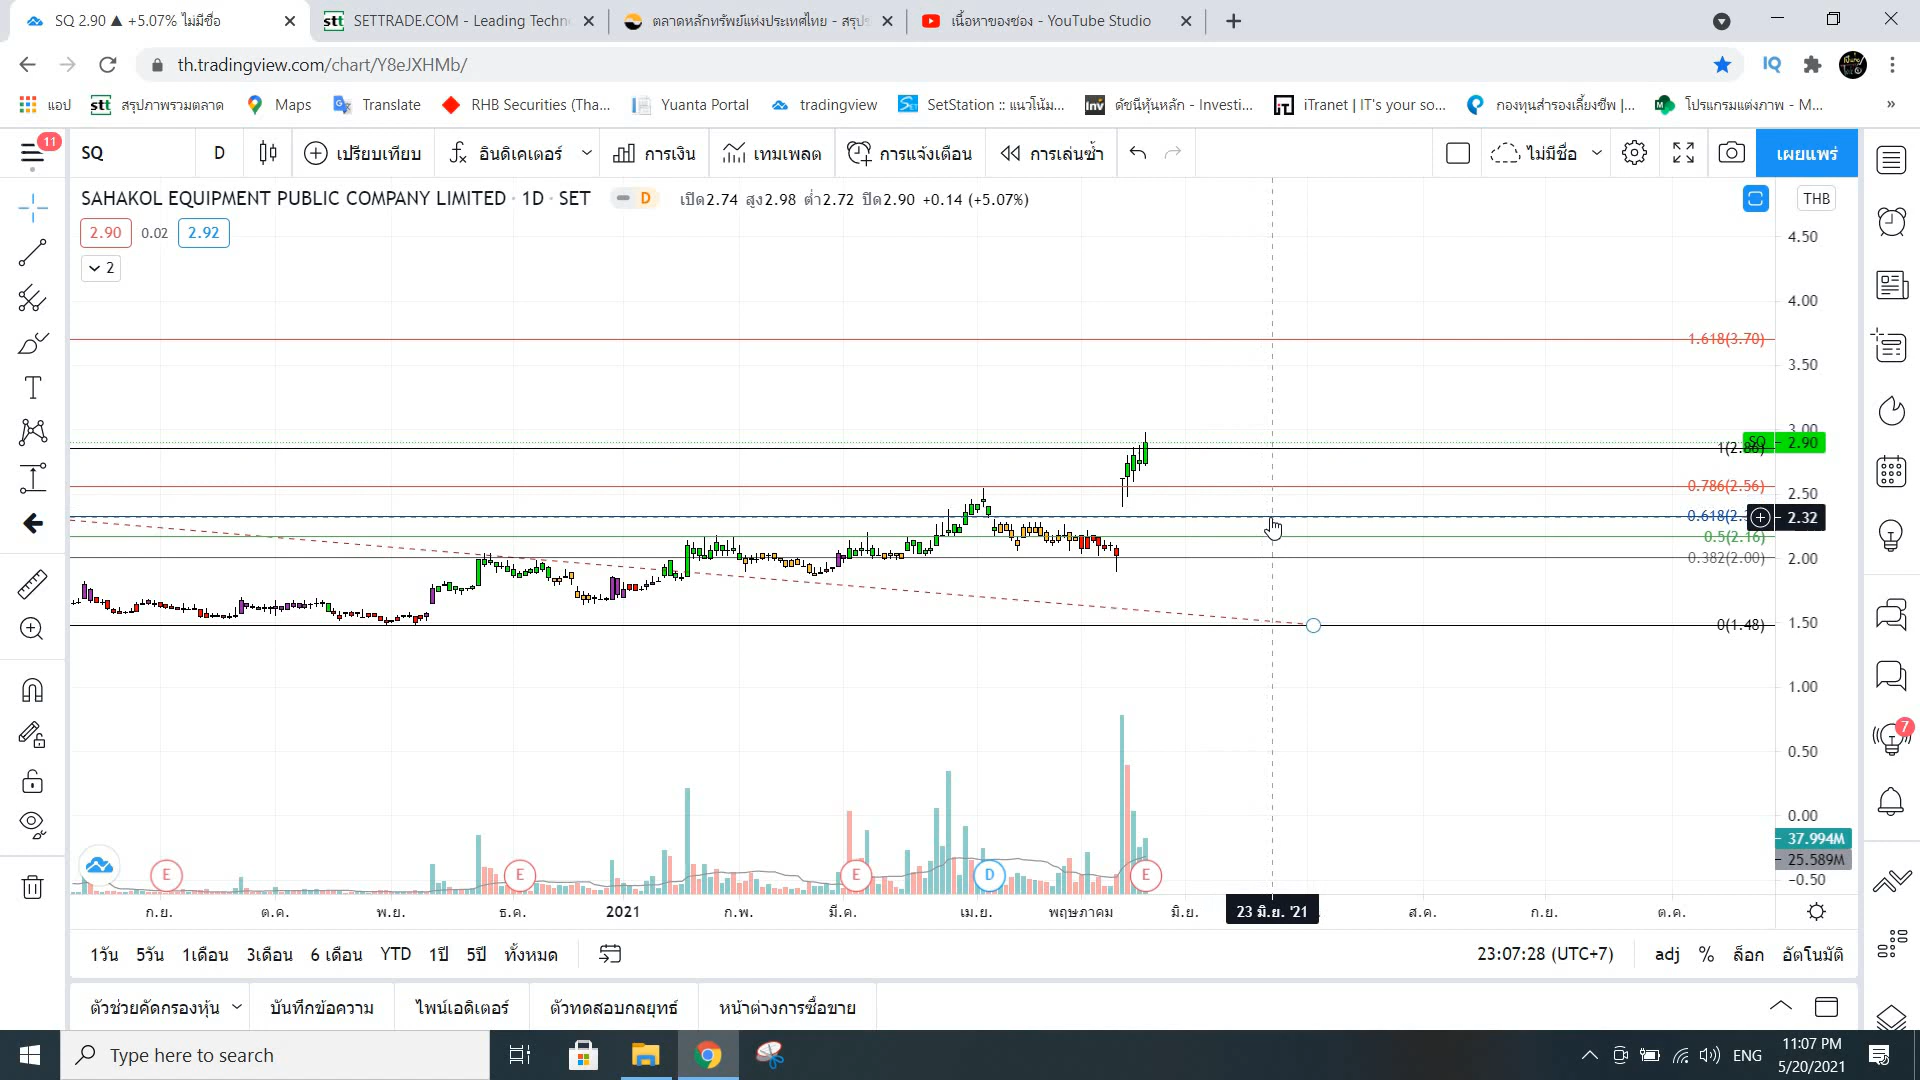 SQ 2.90 ▲ +5.07% ไม่มีชื่อ
SETTRADE.COM - Leading Techn
ตลาดหลักทรัพย์แห่งประเทศไทย - สรุป
เนื้อหาของช่อง - YouTube Studio
th.tradingview.com/chart/Y8eJXHMb/
IQ
แอป
stt สรุปภาพรวมตลาด
Maps
Translate
RHB Securities (Tha...
Yuanta Portal
tradingview
SetStation :: แนวโน้ม...
ดัชนีหุ้นหลัก - Investi...
iTranet | IT's your so...
กองทุนสำรองเลี้ยงชีพ |...
โปรแกรมแต่งภาพ - M...
»
11
SQ
D
เปรียบเทียบ
อินดิเคเตอร์
การเงิน
เทมเพลต
การแจ้งเตือน
การเล่นซ้ำ
ไม่มีชื่อ
เผยแพร่
SAHAKOL EQUIPMENT PUBLIC COMPANY LIMITED · 1D · SET
D
เปิด2.74 สูง2.98 ต่ำ2.72 ปิด2.90 +0.14 (+5.07%)
THB
2.90 0.02 2.92
2
4.50
4.00
1.618(3.70)
3.50
3.00
SQ 2.90
1(2.86)
0.786(2.56)
2.50
0.618(2.3
2.32
0.5(2.16)
0.382(2.00)
2.00
1.50
0(1.48)
1.00
0.50
0.00
7
37.994M
25.589M
-0.50
E E E D E
ก.ย. ต.ค. พ.ย. ธ.ค. 2021 ก.พ. มี.ค. เม.ย. พฤษภาคม มิ.ย. 23 มิ.ย. '21 ส.ค. ก.ย. ต.ค.
1วัน 5วัน 1เดือน 3เดือน 6 เดือน YTD 1ปี 5ปี ทั้งหมด
23:07:28 (UTC+7) adj % ล็อก อัตโนมัติ
ตัวช่วยคัดกรองหุ้น บันทึกข้อความ ไพน์เอดิเตอร์ ตัวทดสอบกลยุทธ์ หน้าต่างการซื้อขาย
Type here to search
ENG
11:07 PM
5/20/2021